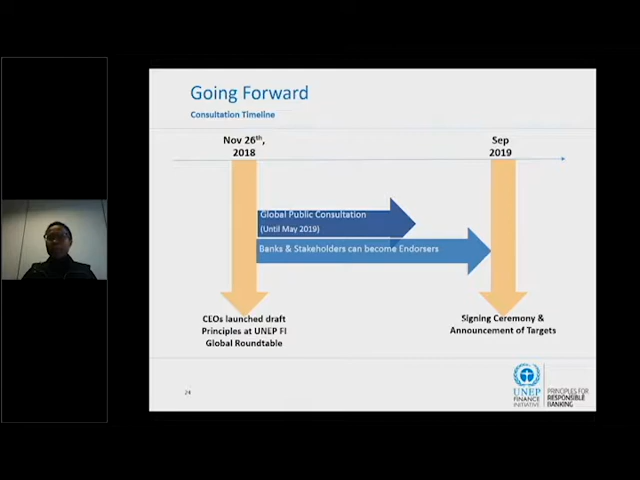 Going Forward
Consultation Timeline
Nov 26th,
2018
Sep
2019
Global Public Consultation
(Until May 2019)
Banks & Stakeholders can become Endorsers
CEOs launched draft
Principles at UNEP FI
Global Roundtable
Signing Ceremony &
Announcement of Targets
24
UNEP
FINANCE
INITIATIVE
PRINCIPLES FOR
RESPONSIBLE
BANKING